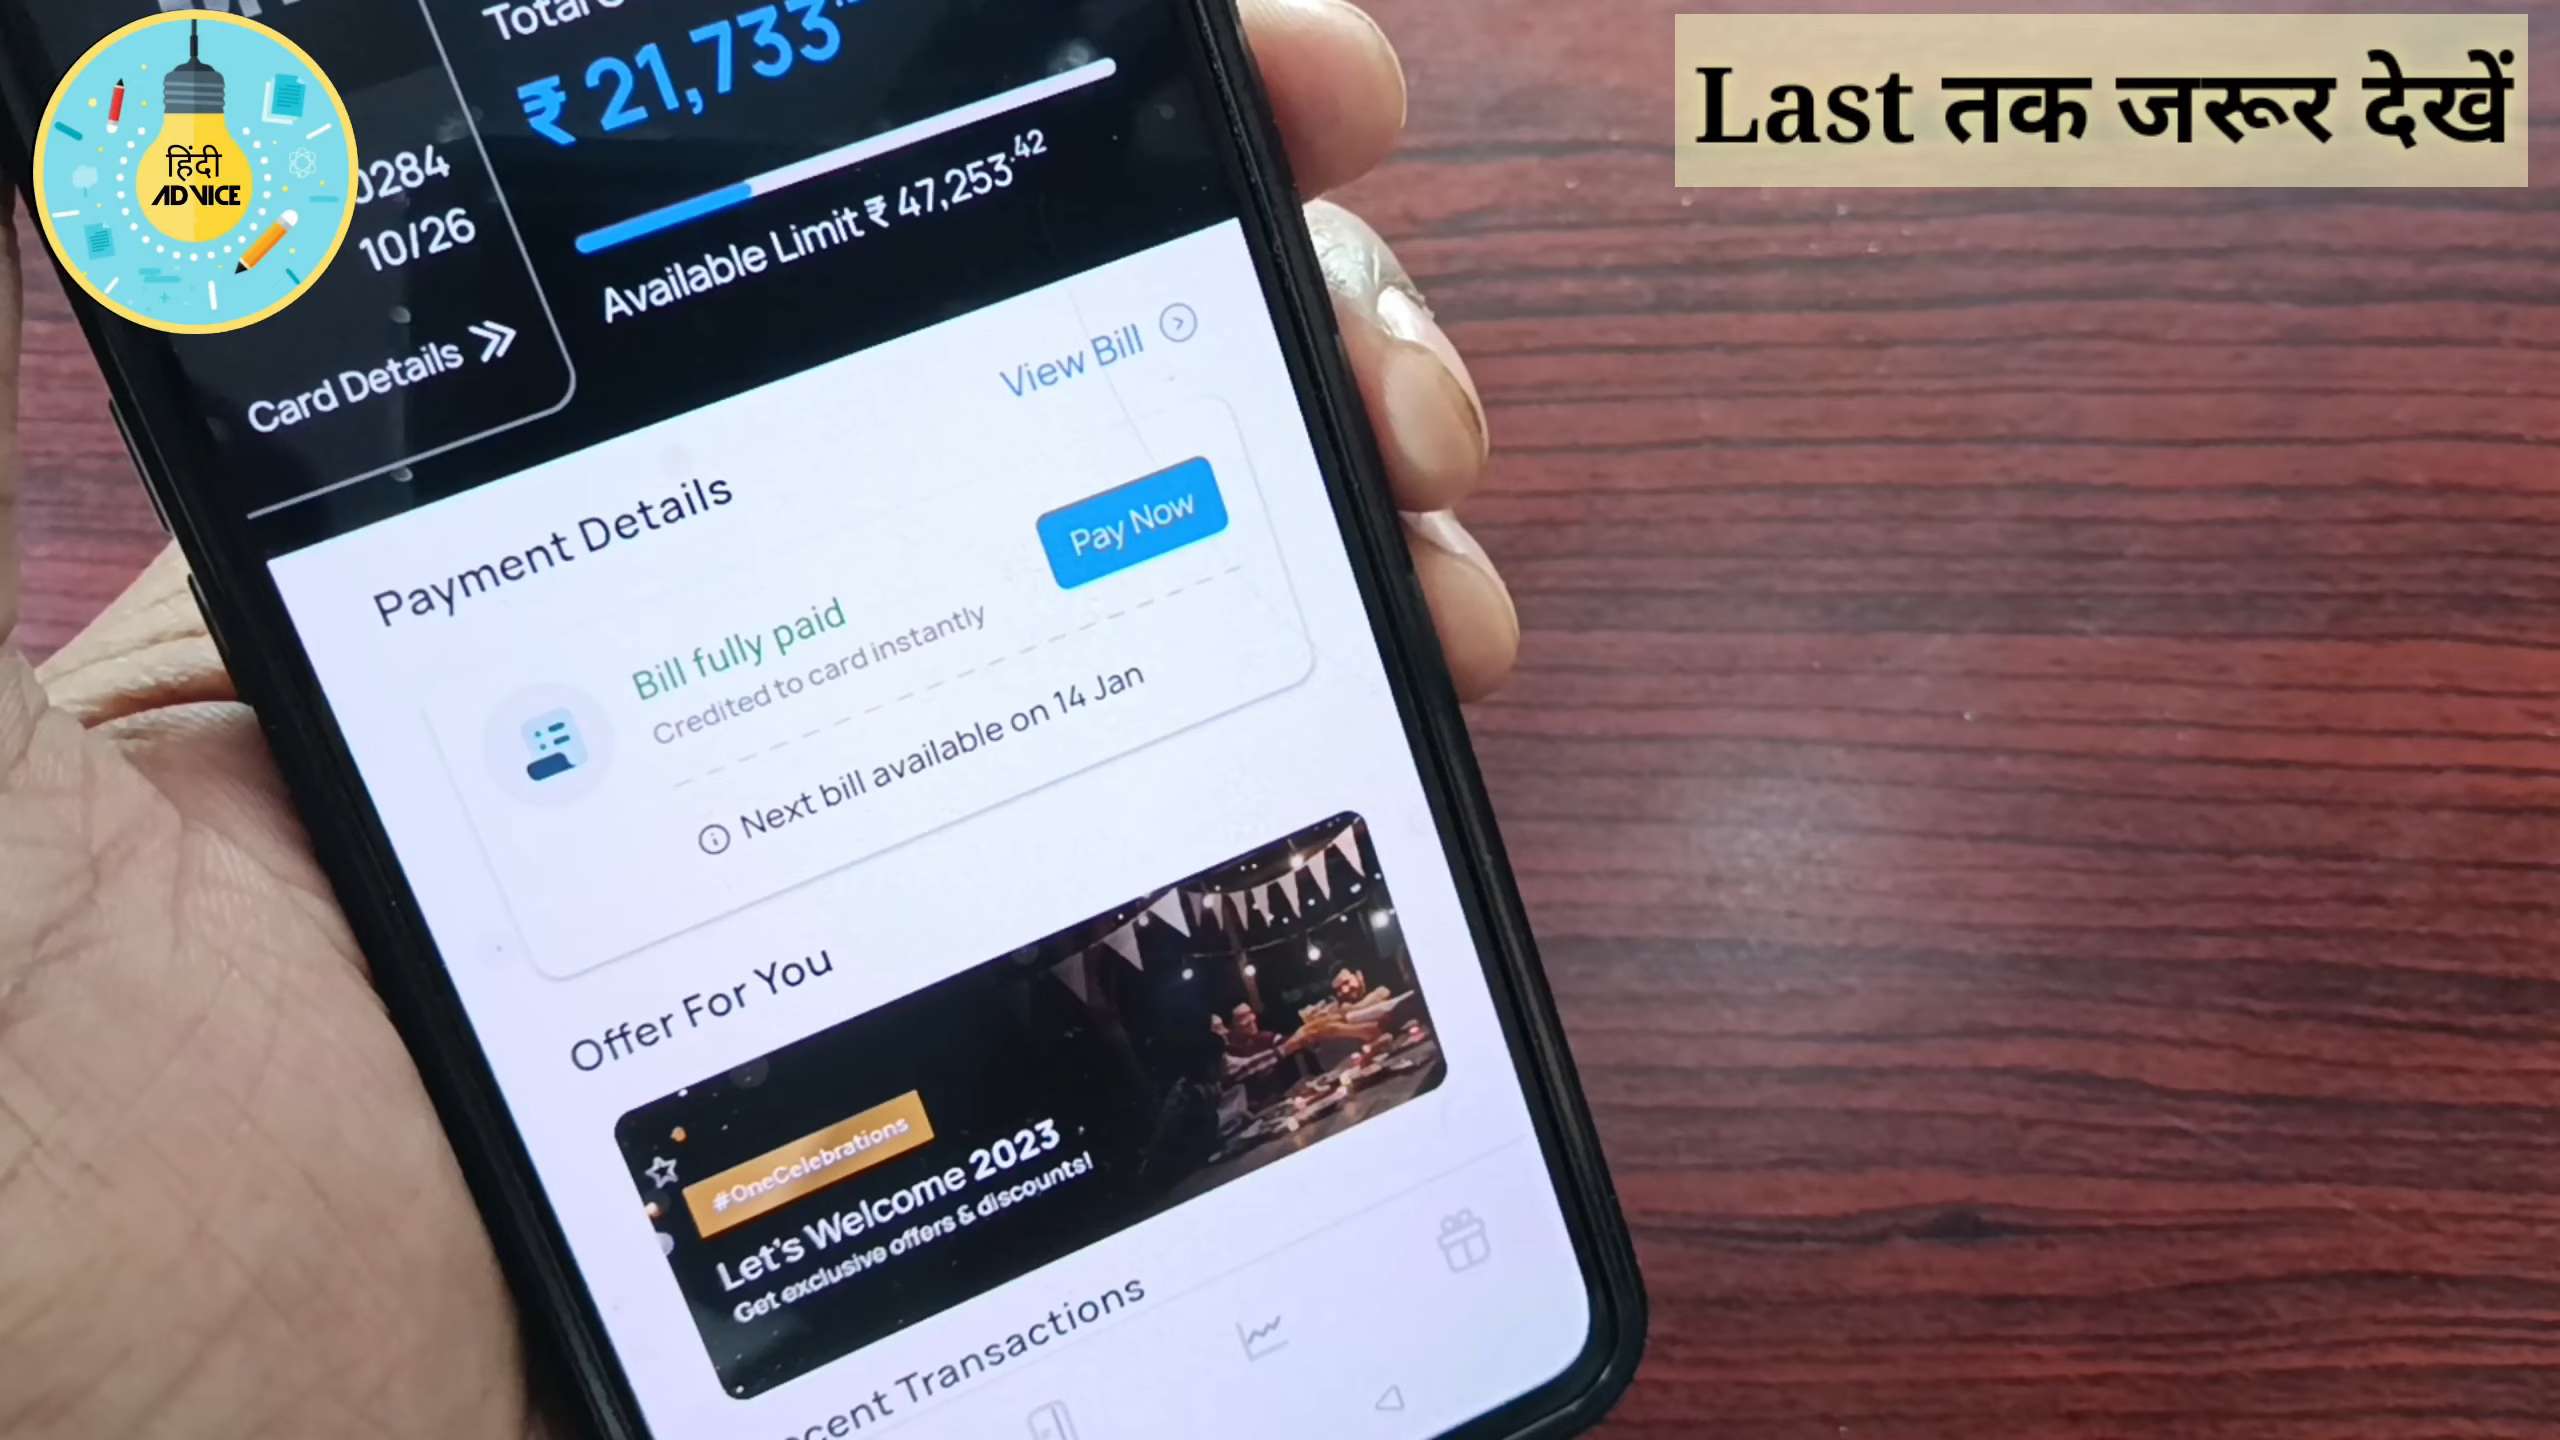 Last तक जरूर देखें
हिंदी
ADVICE
₹ 21,733
0284
10/26
Available Limit ₹ 47,253.42
Card Details
View Bill
Payment Details
Pay Now
Bill fully paid
Credited to card instantly
Next bill available on 14 Jan
Offer For You
#OneCelebrations
Let's Welcome 2023
Get exclusive offers & discounts!
Transactions